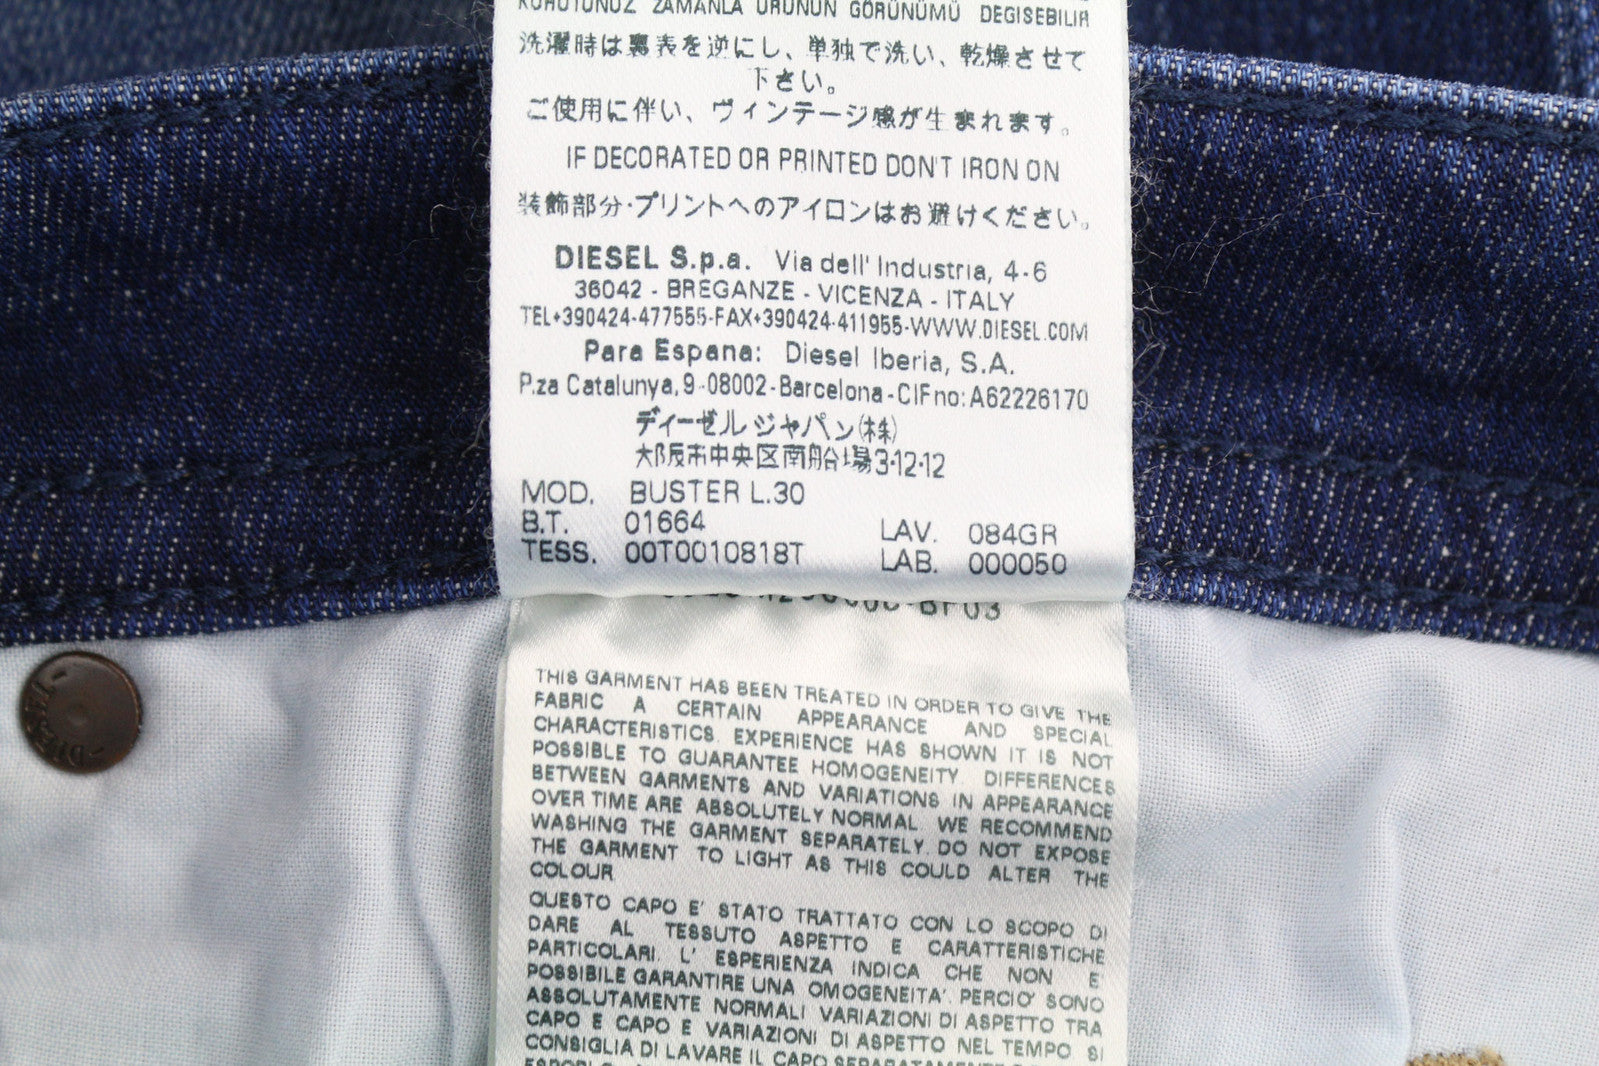 KURUTUNUZ ZAMANLA ÜRÜNÜN GÖRÜNÜMÜ DEGISEBILIR
洗濯時は裏表を逆にし、単独で洗い、乾燥させて
下さい。
ご使用に伴い、ヴィンテージ感が生まれます。
IF DECORATED OR PRINTED DON'T IRON ON
装飾部分・プリントへのアイロンはお避けください。
DIESEL S.p.a. Via dell' Industria, 4-6
36042 - BREGANZE - VICENZA - ITALY
TEL+390424-477555-FAX+390424-411955-WWW.DIESEL.COM
Para Espana: Diesel Iberia, S.A.
P.za Catalunya, 9 -08002 - Barcelona - CIF no: A62226170
ディーゼル ジャパン(株)
大阪市中央区南船台場3-12-12
MOD. BUSTER L.30
B.T. 01664 LAV. 084GR
TESS. 00T0010818T LAB. 000050
BF03
THIS GARMENT HAS BEEN TREATED IN ORDER TO GIVE THE
FABRIC A CERTAIN APPEARANCE AND SPECIAL
CHARACTERISTICS. EXPERIENCE HAS SHOWN IT IS NOT
POSSIBLE TO GUARANTEE HOMOGENEITY. DIFFERENCES
BETWEEN GARMENTS AND VARIATIONS IN APPEARANCE
OVER TIME ARE ABSOLUTELY NORMAL. WE RECOMMEND
WASHING THE GARMENT SEPARATELY. DO NOT EXPOSE
THE GARMENT TO LIGHT AS THIS COULD ALTER THE
COLOUR
QUESTO CAPO E' STATO TRATTATO CON LO SCOPO DI
DARE AL TESSUTO ASPETTO E CARATTERISTICHE
PARTICOLARI. L' ESPERIENZA INDICA CHE NON E'
POSSIBILE GARANTIRE UNA OMOGENEITA'. PERCIO' SONO
ASSOLUTAMENTE NORMALI VARIAZIONI DI ASPETTO TRA
CAPO E CAPO E VARIAZIONI DI ASPETTO NEL TEMPO. SI
CONSIGLIA DI LAVARE IL CAPO SEPARATAMENTE
-DIESEL-